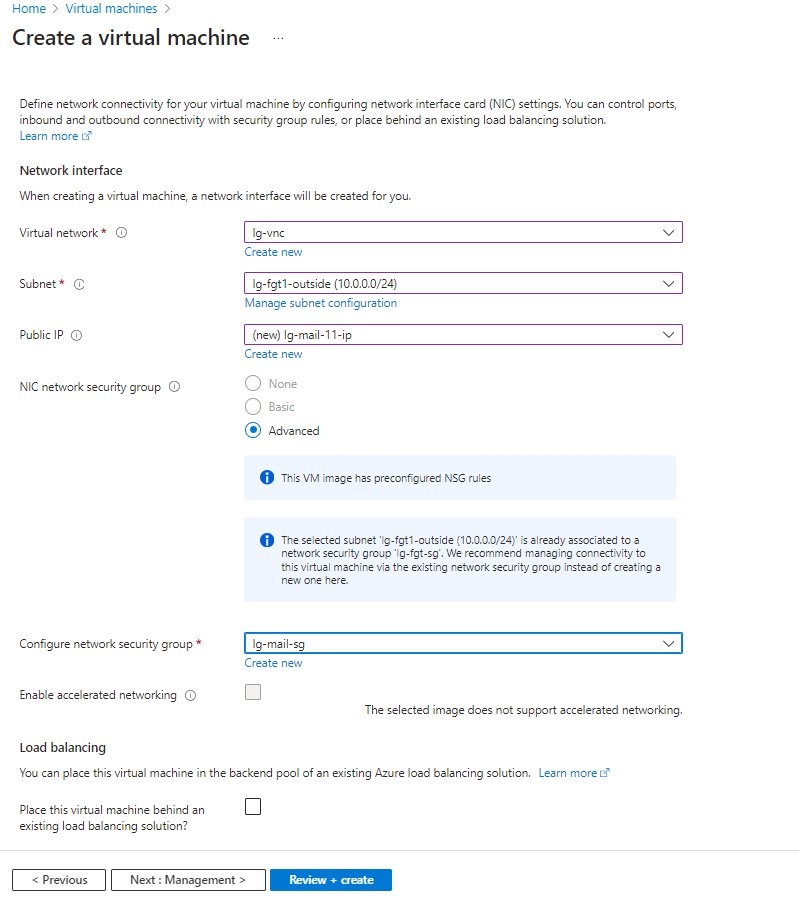 Home > Virtual machines >
Create a virtual machine ...
Define network connectivity for your virtual machine by configuring network interface card (NIC) settings. You can control ports,
inbound and outbound connectivity with security group rules, or place behind an existing load balancing solution.
Learn more
Network interface
When creating a virtual machine, a network interface will be created for you.
Virtual network *
lg-vnc
Create new
Subnet *
lg-fgt1-outside (10.0.0.0/24)
Manage subnet configuration
Public IP
(new) lg-mail-11-ip
Create new
NIC network security group
None
Basic
Advanced
This VM image has preconfigured NSG rules
The selected subnet 'lg-fgt1-outside (10.0.0.0/24)' is already associated to a
network security group 'lg-fgt-sg'. We recommend managing connectivity to
this virtual machine via the existing network security group instead of creating a
new one here.
Configure network security group *
lg-mail-sg
Create new
Enable accelerated networking
The selected image does not support accelerated networking.
Load balancing
You can place this virtual machine in the backend pool of an existing Azure load balancing solution. Learn more
Place this virtual machine behind an
existing load balancing solution?
< Previous
Next : Management >
Review + create